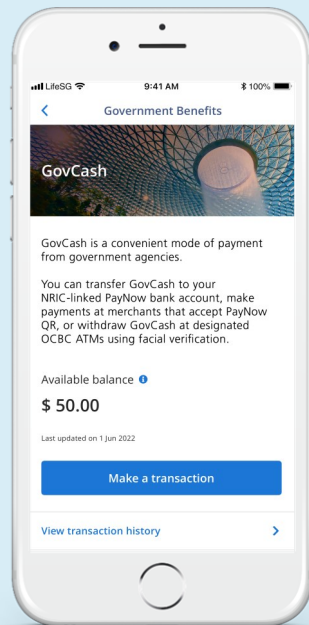 LifeSG 9:41 AM 100%
Government Benefits
GovCash
GovCash is a convenient mode of payment
from government agencies.
You can transfer GovCash to your
NRIC-linked PayNow bank account, make
payments at merchants that accept PayNow
QR, or withdraw GovCash at designated
OCBC ATMs using facial verification.
Available balance
$ 50.00
Last updated on 1 Jun 2022
Make a transaction
View transaction history